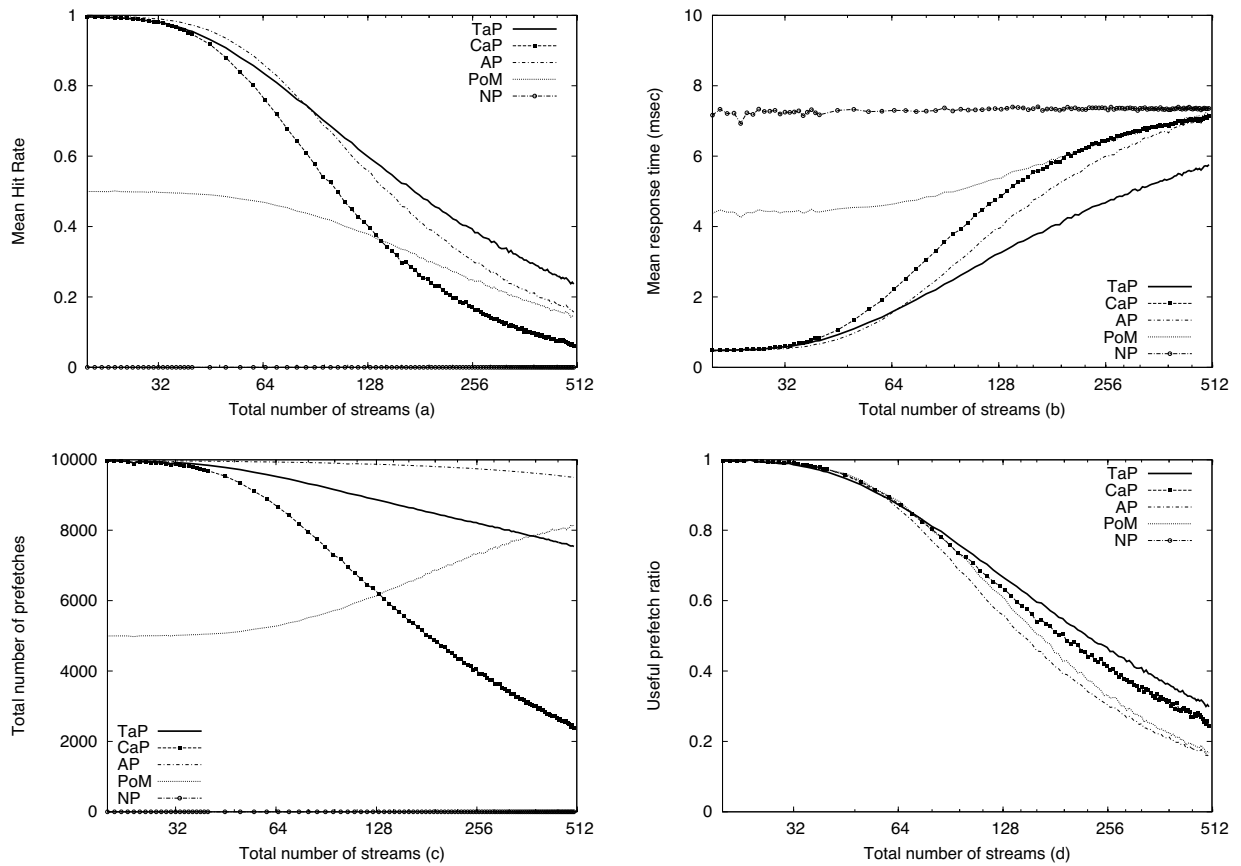 Mean Hit Rate
1
0.8
0.6
0.4
0.2
0
32 64 128 256 512
Total number of streams (a)
TaP
CaP
AP
PoM
NP
Mean response time (msec)
10
8
6
4
2
0
32 64 128 256 512
Total number of streams (b)
TaP
CaP
AP
PoM
NP
Total number of prefetches
10000
8000
6000
4000
2000
0
32 64 128 256 512
Total number of streams (c)
TaP
CaP
AP
PoM
NP
Useful prefetch ratio
1
0.8
0.6
0.4
0.2
0
32 64 128 256 512
Total number of streams (d)
TaP
CaP
AP
PoM
NP